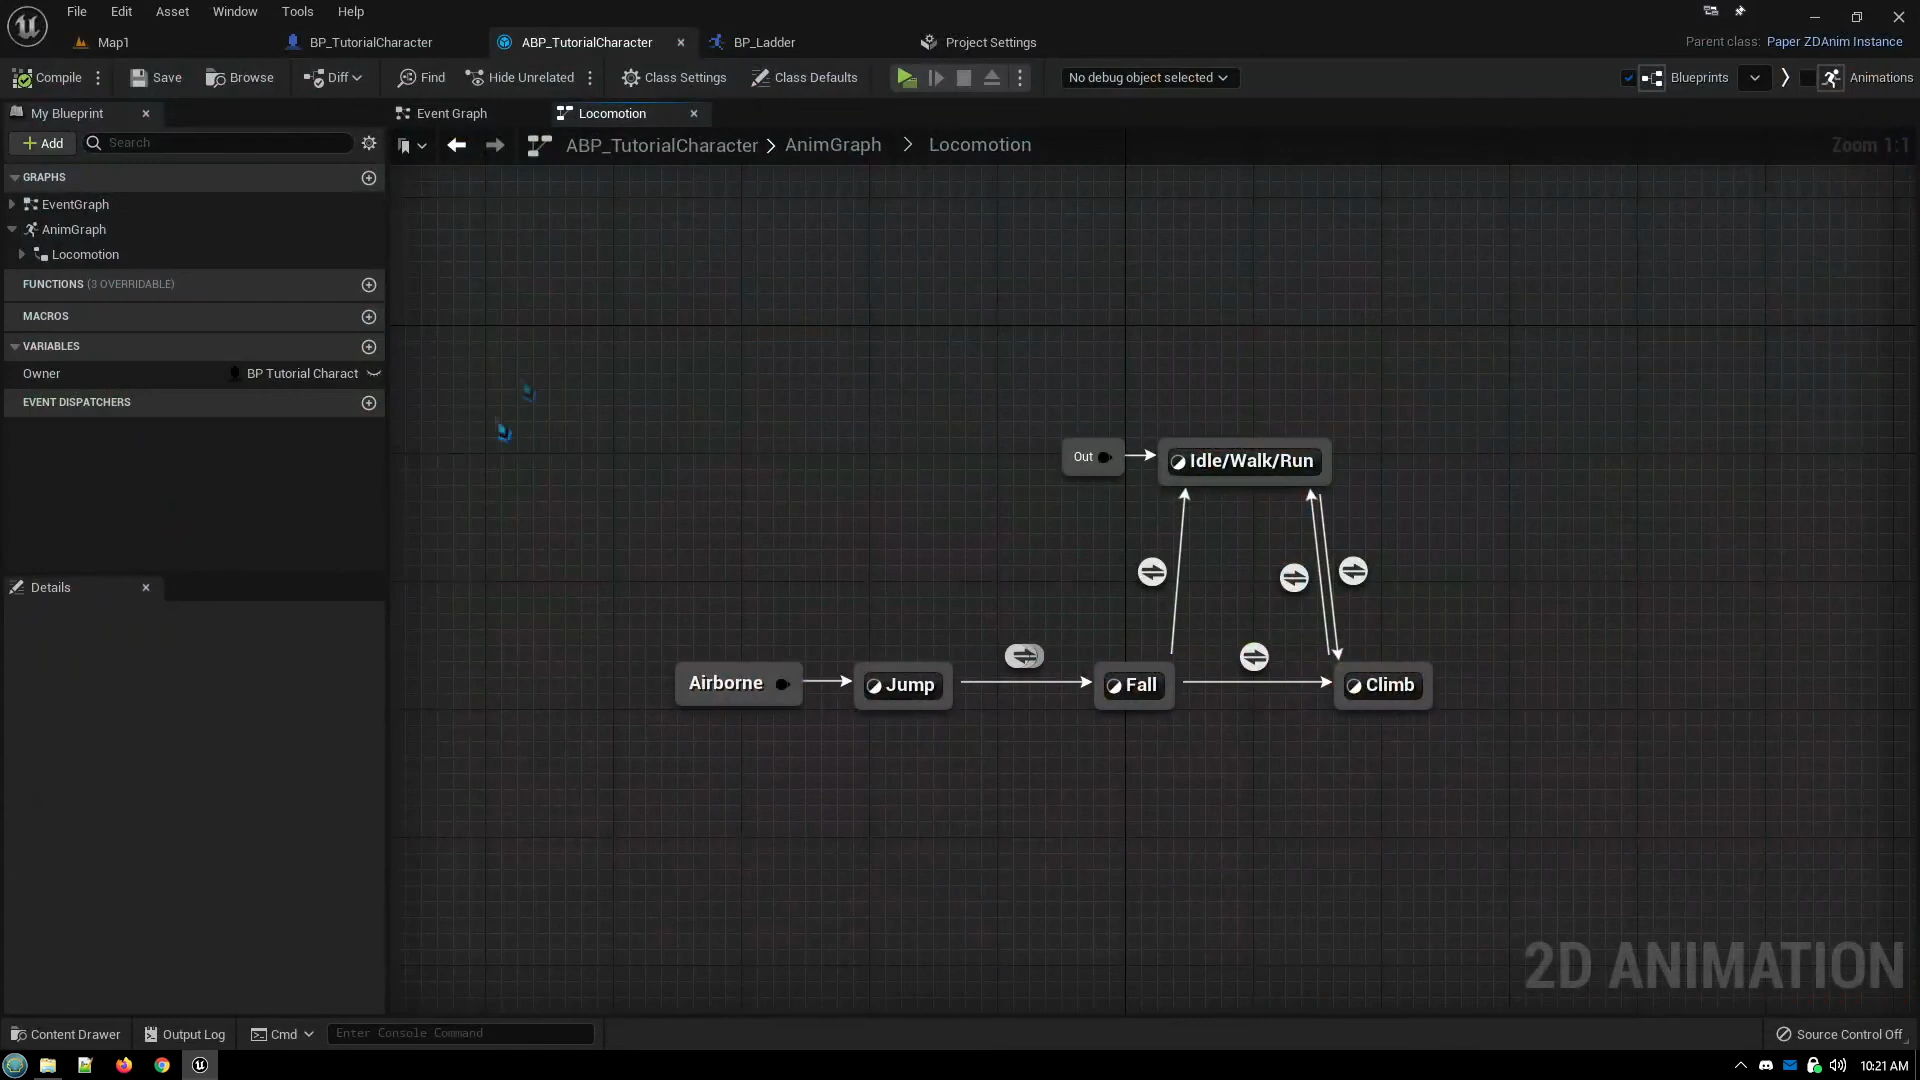 File Edit Asset Window Tools Help
Map1 BP_TutorialCharacter ABP_TutorialCharacter BP_Ladder Project Settings
Parent class: Paper ZDAnim Instance
Compile Save Browse Diff Find Hide Unrelated Class Settings Class Defaults No debug object selected Blueprints Animations
My Blueprint
Event Graph Locomotion
Add Search
ABP_TutorialCharacter > AnimGraph > Locomotion
Zoom 1:1
GRAPHS
EventGraph
AnimGraph
Locomotion
FUNCTIONS (3 OVERRIDABLE)
MACROS
VARIABLES
Owner BP Tutorial Charact
EVENT DISPATCHERS
Details
Out Idle/Walk/Run
Airborne Jump Fall Climb
2D ANIMATION
Content Drawer Output Log Cmd Enter Console Command Source Control Off
10:21 AM